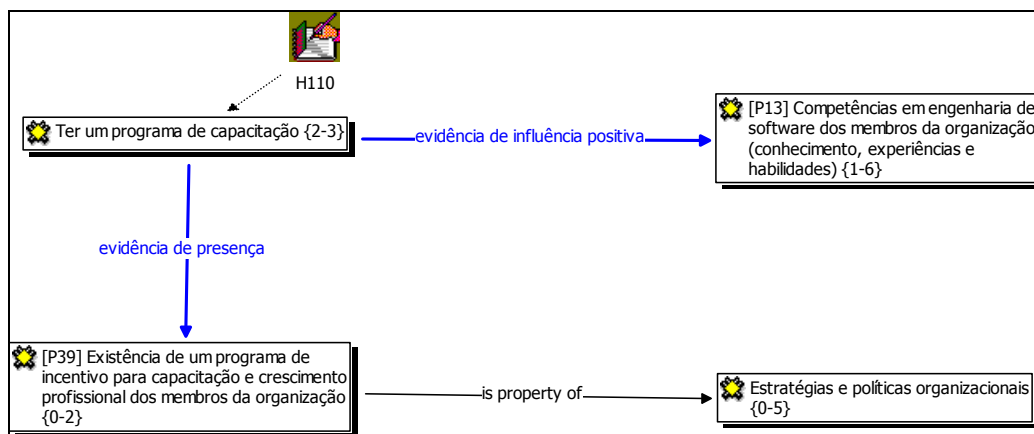 H110
Ter um programa de capacitação {2-3}
evidência de influência positiva
[P13] Competências em engenharia de
software dos membros da organização
(conhecimento, experiências e
habilidades) {1-6}
evidência de presença
[P39] Existência de um programa de
incentivo para capacitação e crescimento
profissional dos membros da organização
{0-2}
is property of
Estratégias e políticas organizacionais
{0-5}